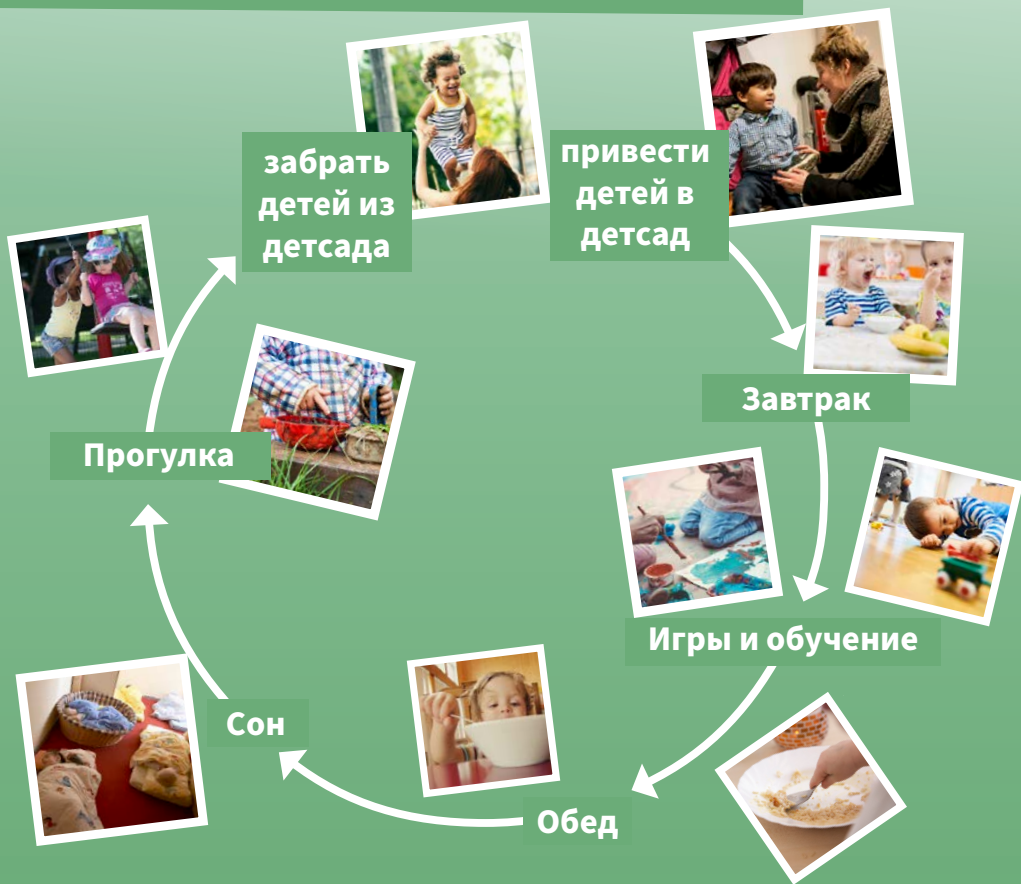 забрать
детей из
детсада
привести
детей в
детсад
Завтрак
Прогулка
Игры и обучение
Сон
Обед